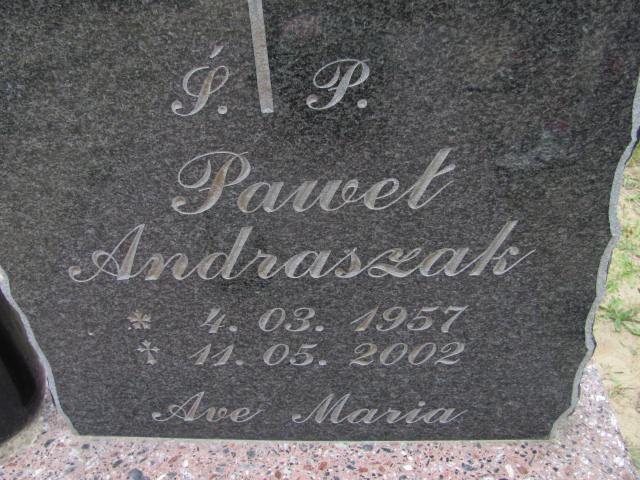 Ś. P.
Paweł
Andraszak
* 4. 03. 1957
✝ 11. 05. 2002
Ave Maria